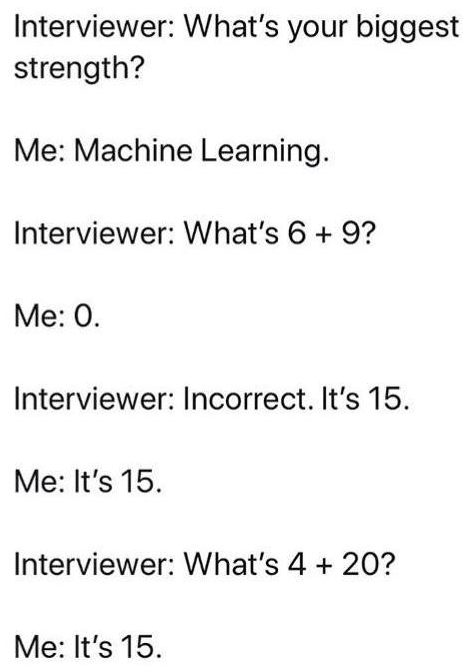 Interviewer: What's your biggest
strength?
Me: Machine Learning.
Interviewer: What's 6 + 9?
Me: 0.
Interviewer: Incorrect. It's 15.
Me: It's 15.
Interviewer: What's 4 + 20?
Me: It's 15.